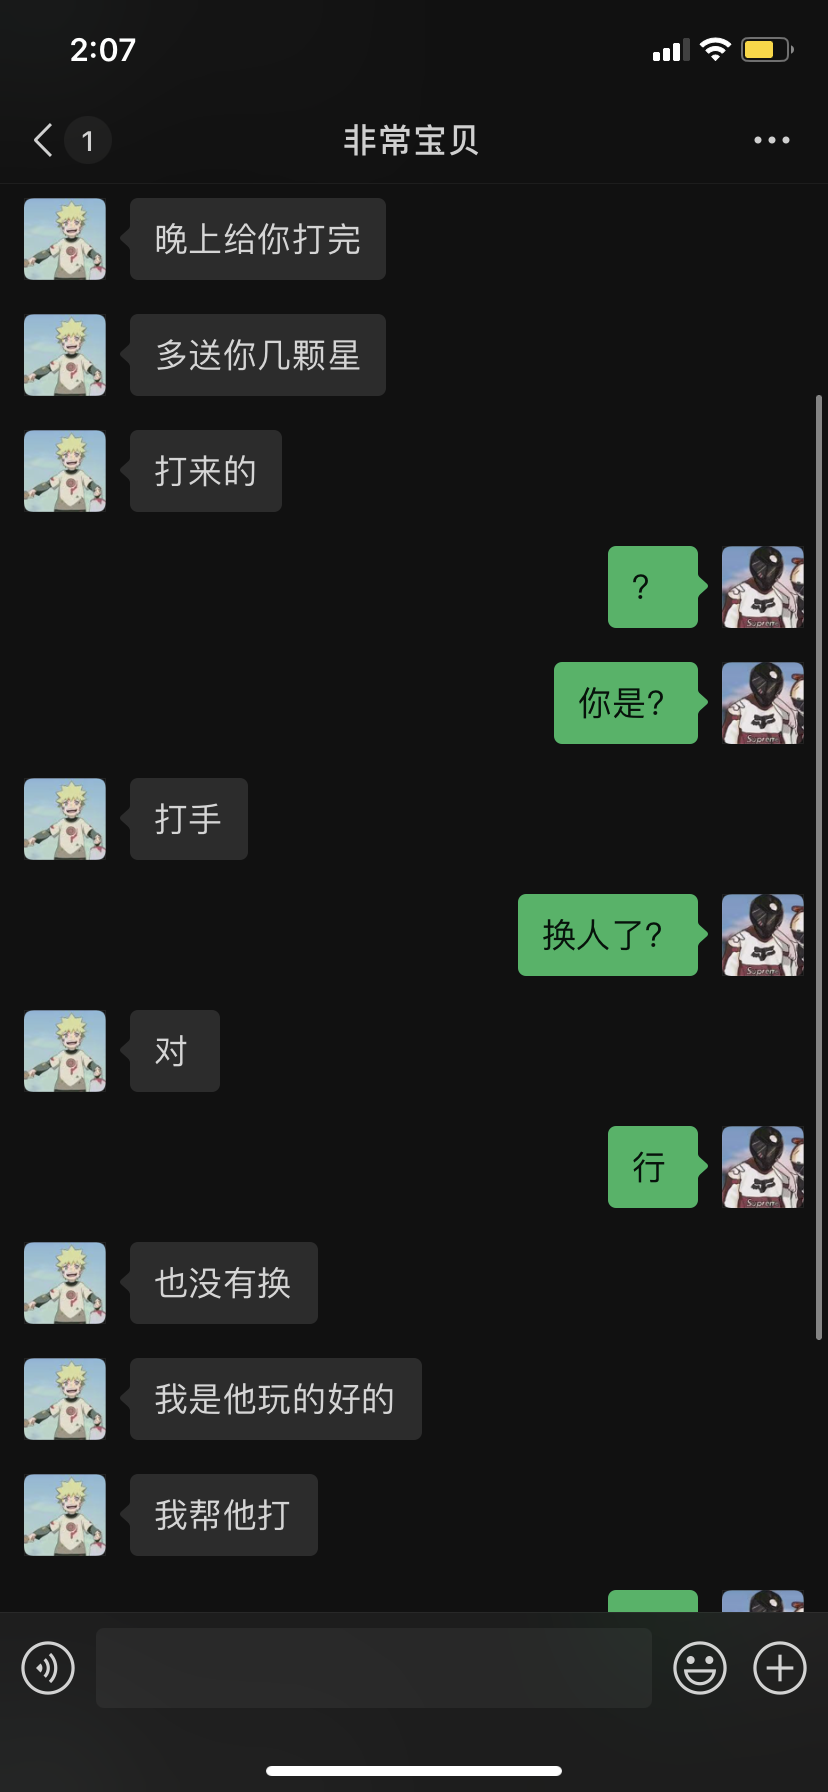 2:07
1
非常宝贝
晚上给你打完
多送你几颗星
打来的
?
你是?
打手
换人了?
对
行
也没有换
我是他玩的好的
我帮他打